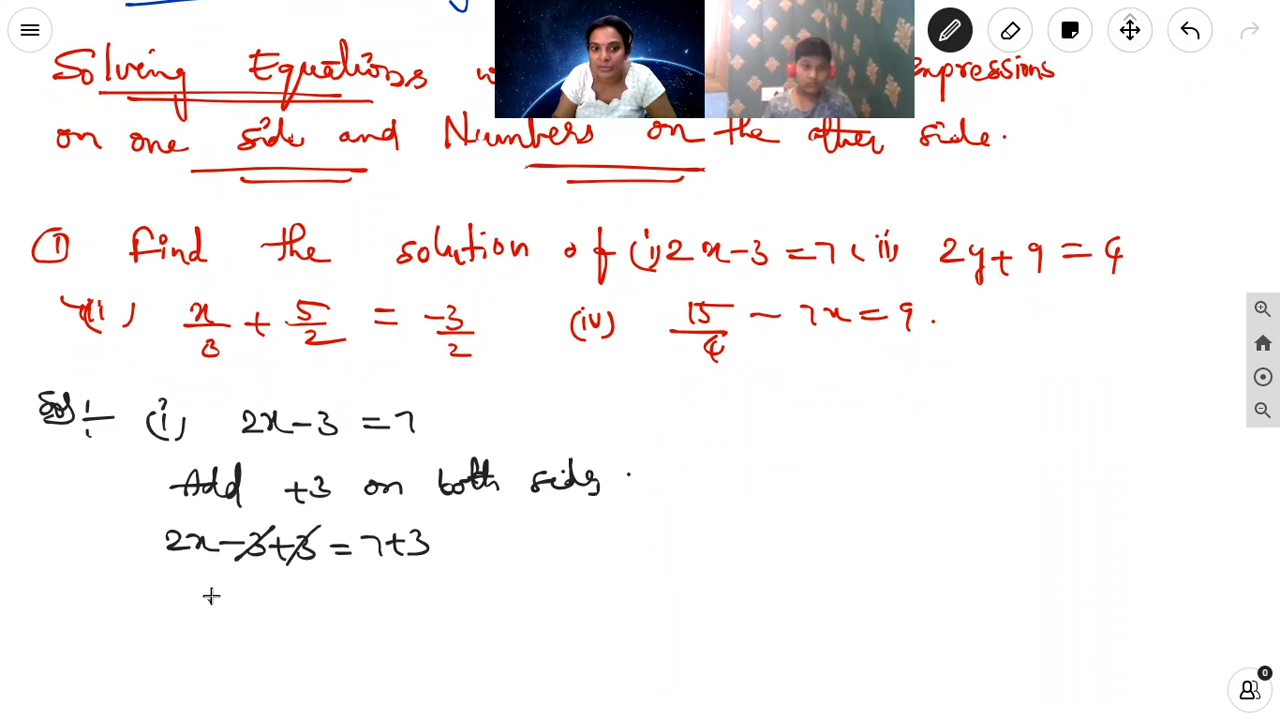 Solving Equations expressions
on one side and Numbers on the other side.
① Find the solution of (i) 2x-3=7 (ii) 2y+9=4
(iii) x/3 + 5/2 = -3/2 (iv) 15/4 - 7x = 9.
Sol:- (i) 2x-3=7
Add +3 on both sides.
2x-3+3=7+3
0